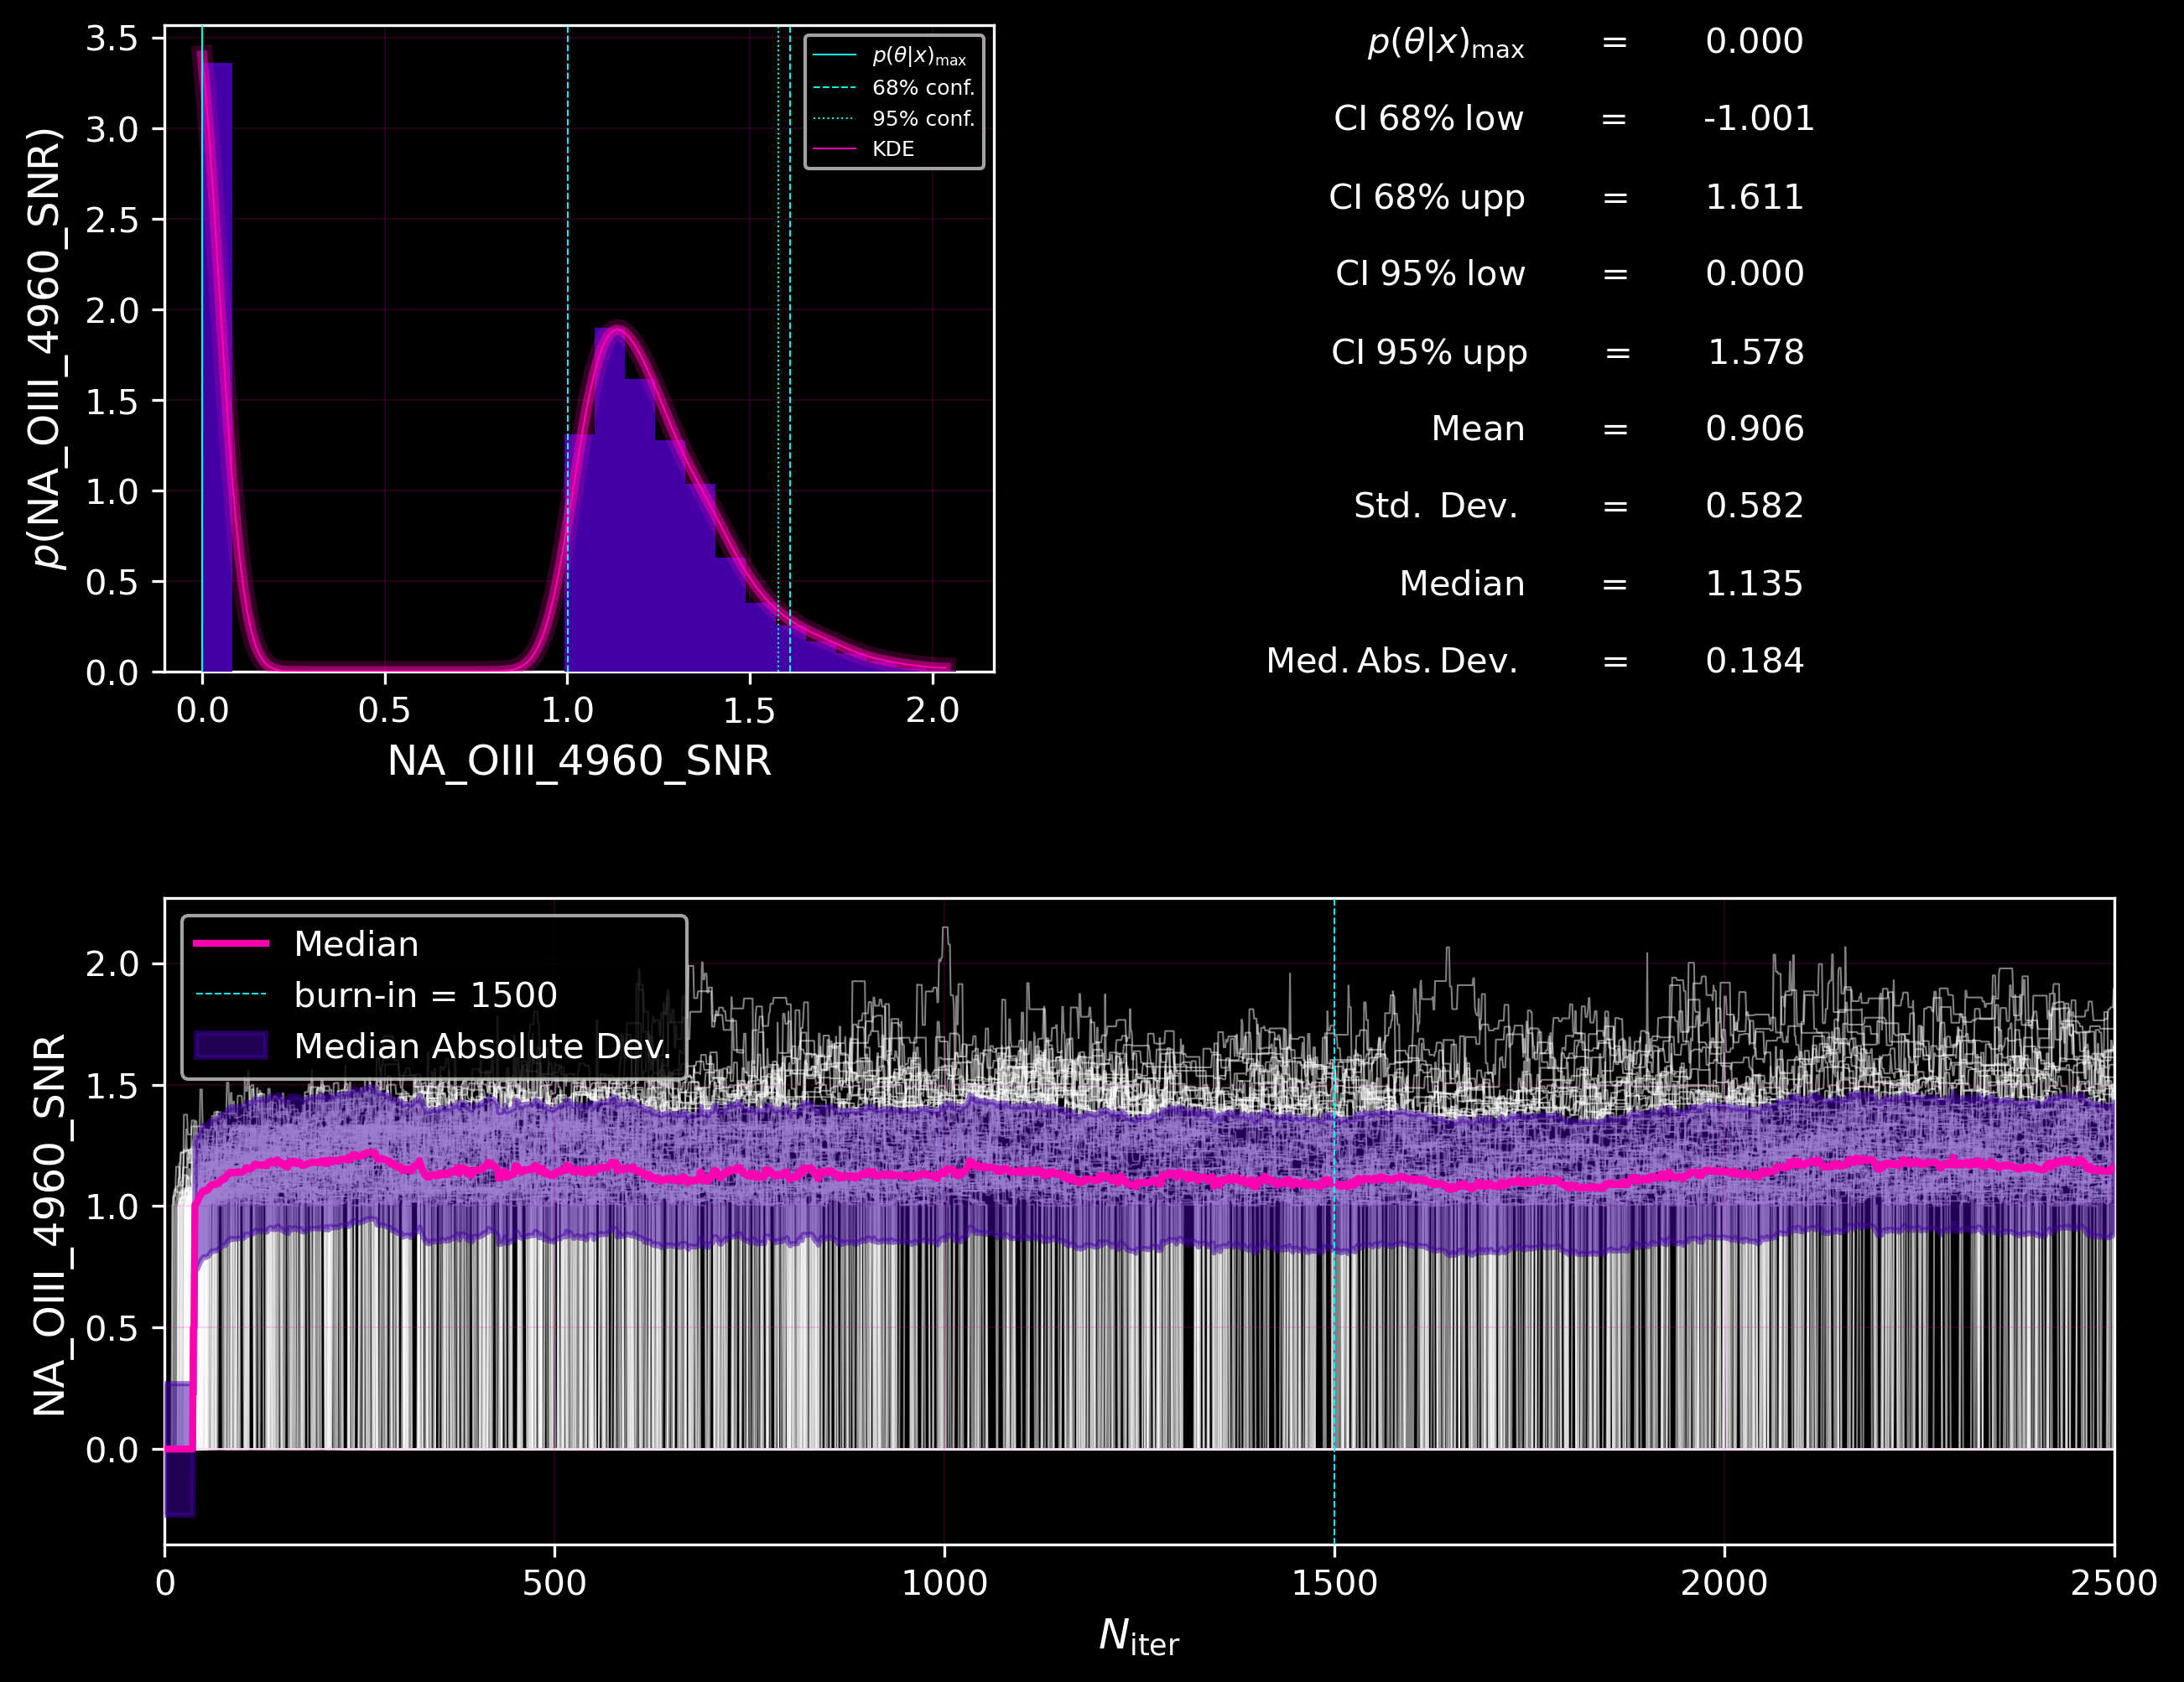 3.5
3.0
2.5
2.0
1.5
1.0
0.5
0.0
p(NA_OIII_4960_SNR)
0.0 0.5 1.0 1.5 2.0
NA_OIII_4960_SNR
p(θ|x)max
68% conf.
95% conf.
KDE
p(θ|x)max = 0.000
CI 68% low = -1.001
CI 68% upp = 1.611
CI 95% low = 0.000
CI 95% upp = 1.578
Mean = 0.906
Std. Dev. = 0.582
Median = 1.135
Med. Abs. Dev. = 0.184
2.0
1.5
1.0
0.5
0.0
NA_OIII_4960_SNR
Median
burn-in = 1500
Median Absolute Dev.
0 500 1000 1500 2000 2500
Niter